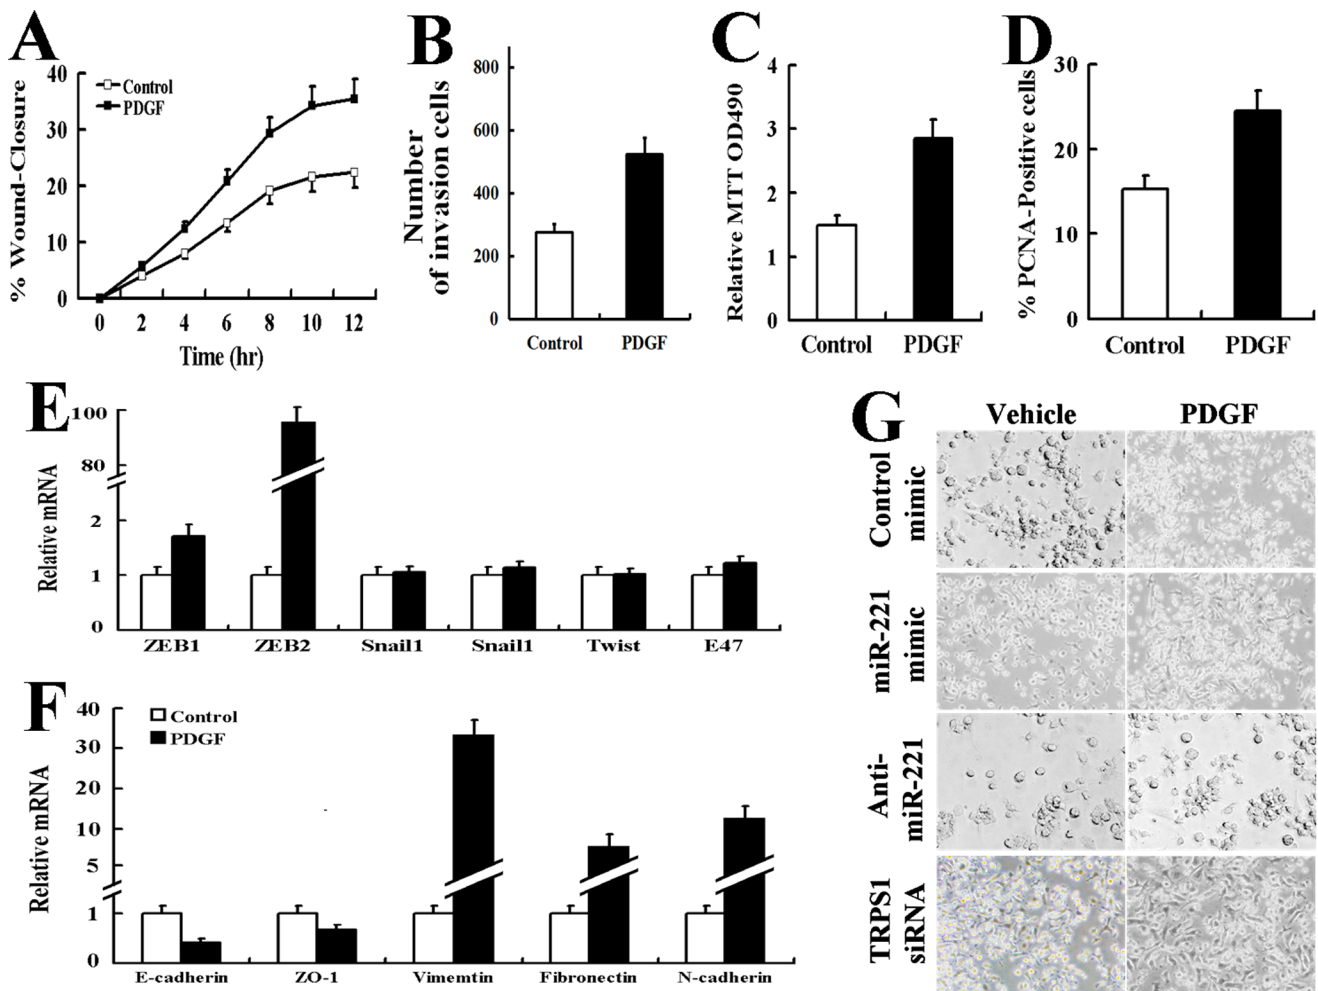 A
% Wound-Closure
40
30
20
10
0
Control
PDGF
0 2 4 6 8 10 12
Time (hr)
B
Number
of invasion cells
800
600
400
200
0
Control PDGF
C
Relative MTT OD490
4
3
2
1
0
Control PDGF
D
% PCNA-Positive cells
30
20
10
0
Control PDGF
E
Relative mRNA
100
80
2
1
0
ZEB1 ZEB2 Snail1 Snail1 Twist E47
F
Relative mRNA
40
30
20
10
5
1
0
Control
PDGF
E-cadherin ZO-1 Vimemtin Fibronectin N-cadherin
G
Vehicle PDGF
Control
mimic
miR-221
mimic
Anti-
miR-221
TRPS1
siRNA